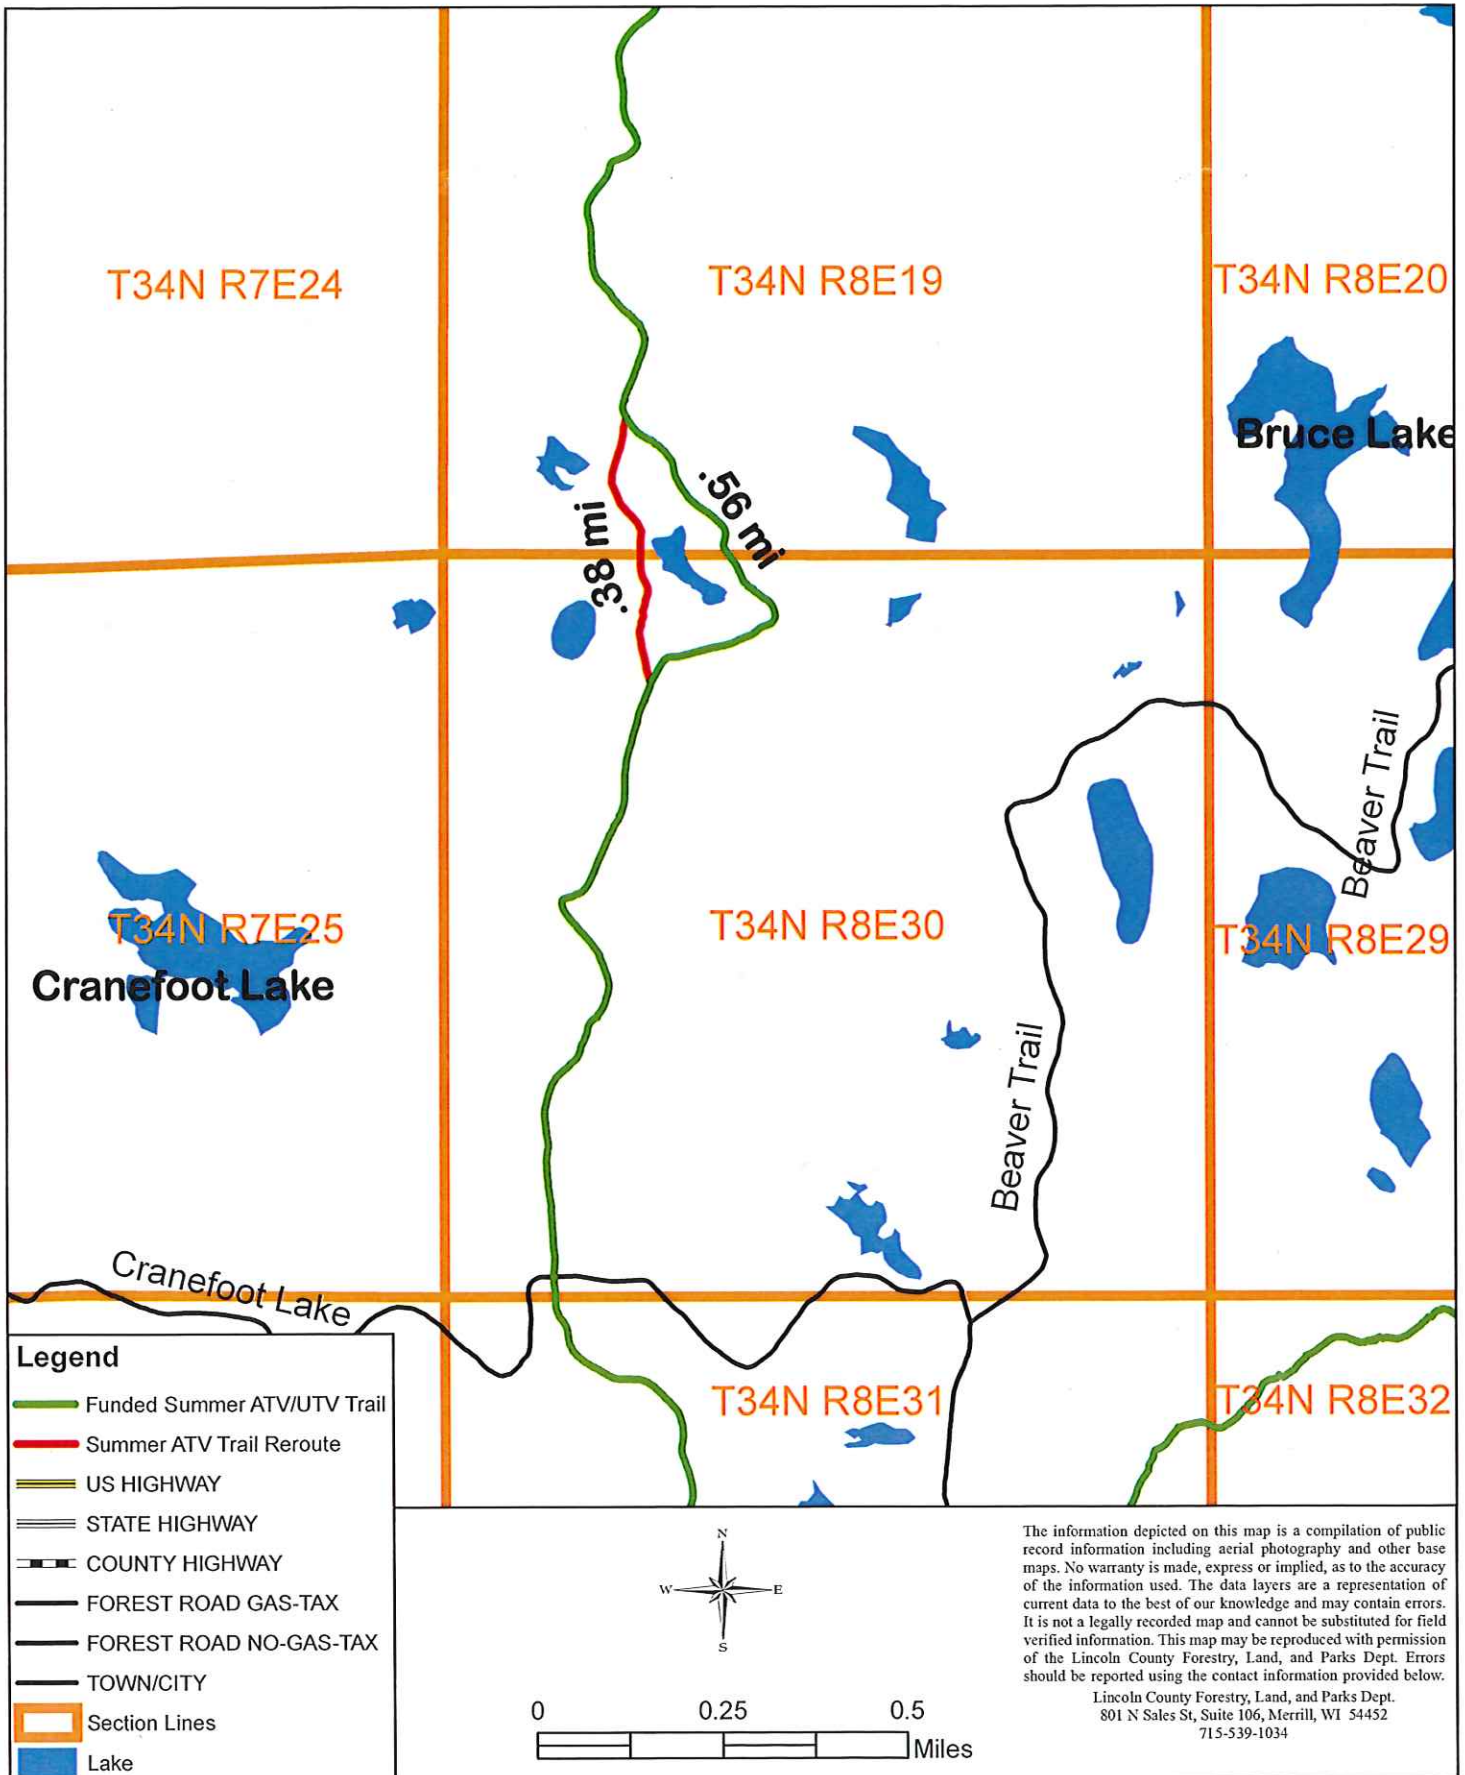 T34N R7E24
T34N R8E19
T34N R8E20
Bruce Lake
.56 mi
.38 mi
Beaver Trail
T34N R7E25
T34N R8E30
T34N R8E29
Cranefoot Lake
Beaver Trail
Cranefoot Lake
T34N R8E31
T34N R8E32
Legend
Funded Summer ATV/UTV Trail
Summer ATV Trail Reroute
US HIGHWAY
STATE HIGHWAY
COUNTY HIGHWAY
FOREST ROAD GAS-TAX
FOREST ROAD NO-GAS-TAX
TOWN/CITY
Section Lines
Lake
N
W
E
S
0 0.25 0.5
Miles
The information depicted on this map is a compilation of public
record information including aerial photography and other base
maps. No warranty is made, express or implied, as to the accuracy
of the information used. The data layers are a representation of
current data to the best of our knowledge and may contain errors.
It is not a legally recorded map and cannot be substituted for field
verified information. This map may be reproduced with permission
of the Lincoln County Forestry, Land, and Parks Dept. Errors
should be reported using the contact information provided below.
Lincoln County Forestry, Land, and Parks Dept.
801 N Sales St, Suite 106, Merrill, WI 54452
715-539-1034